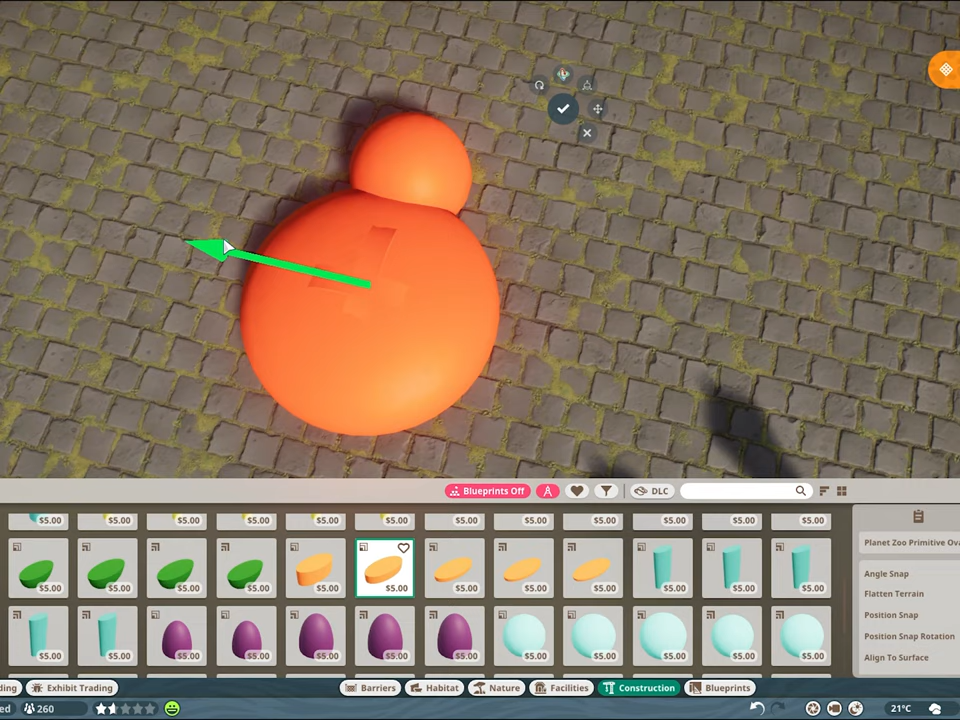 Blueprints Off
DLC
$5.00 $5.00 $5.00 $5.00 $5.00 $5.00 $5.00 $5.00 $5.00 $5.00 $5.00 $5.00
$5.00 $5.00 $5.00 $5.00 $5.00 $5.00 $5.00 $5.00 $5.00 $5.00 $5.00 $5.00
$5.00 $5.00 $5.00 $5.00 $5.00 $5.00 $5.00 $5.00 $5.00 $5.00 $5.00 $5.00
Planet Zoo Primitive Ova
Angle Snap
Flatten Terrain
Position Snap
Position Snap Rotation
Align To Surface
ding Exhibit Trading Barriers Habitat Nature Facilities Construction Blueprints
ed 260 21°C